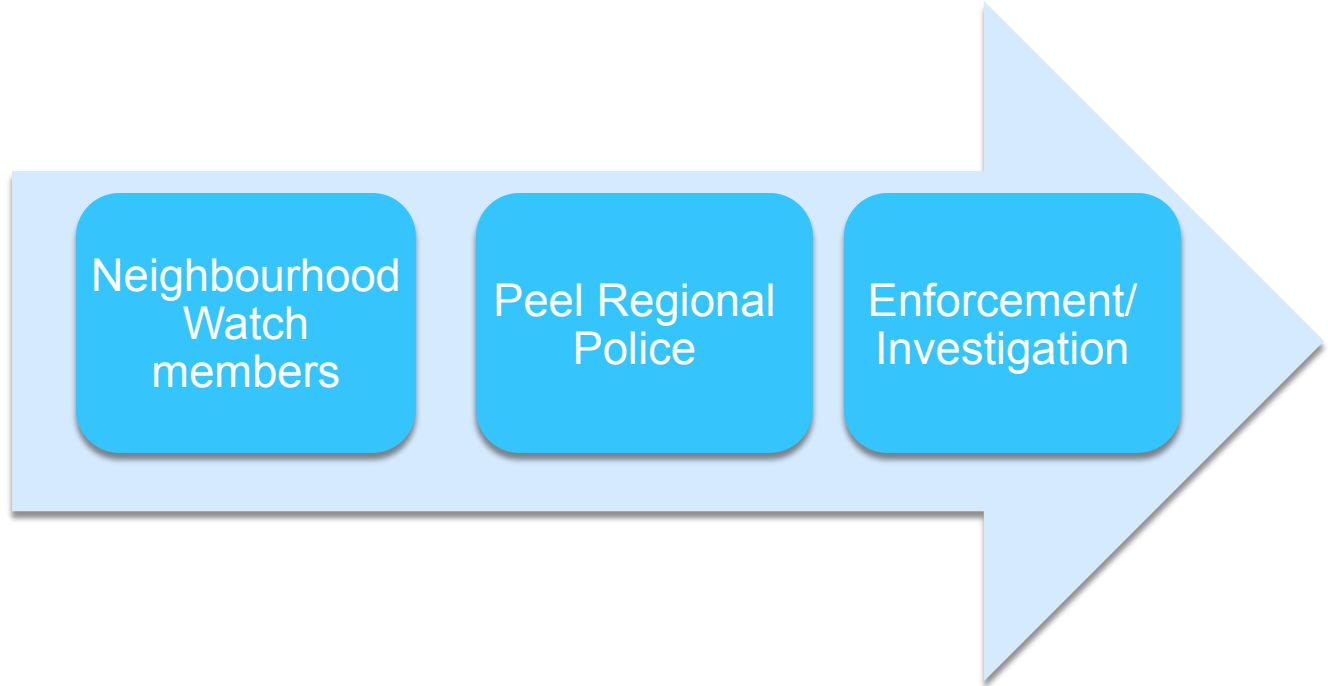 Neighbourhood
Watch
members
Peel Regional
Police
Enforcement/
Investigation